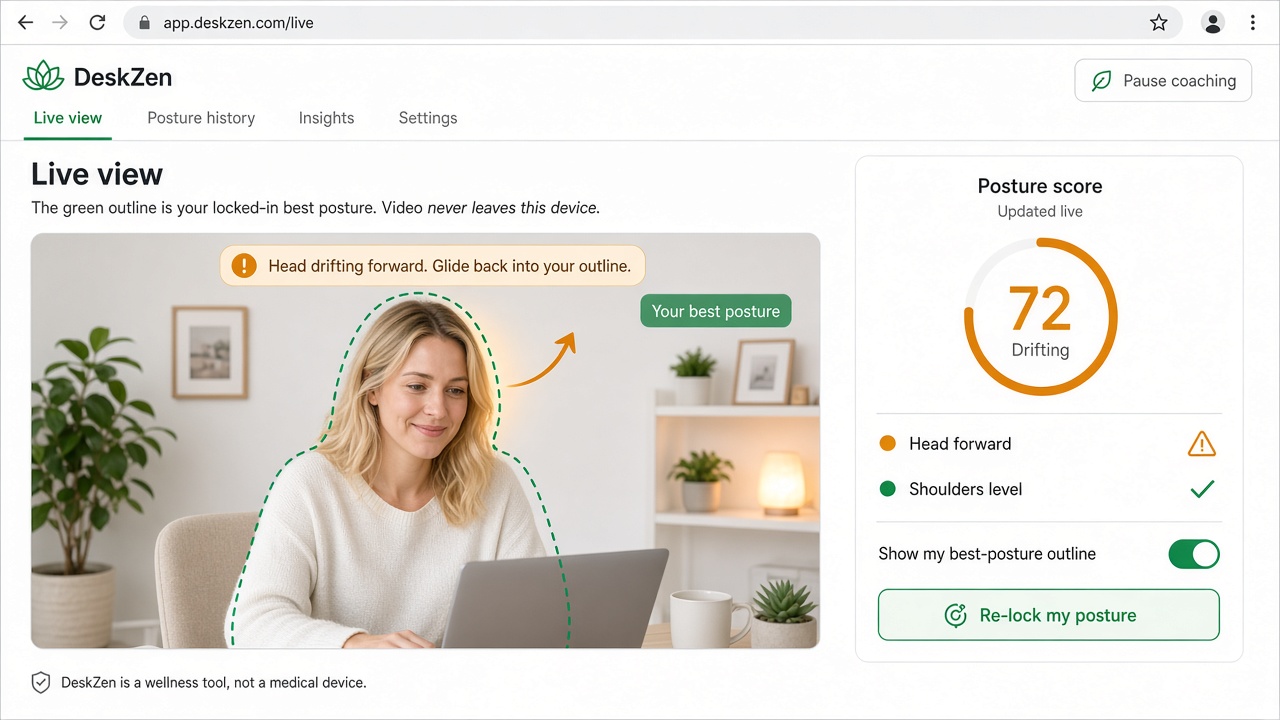 app.deskzen.com/live
DeskZen
Pause coaching
Live view
Posture history
Insights
Settings
Live view
The green outline is your locked-in best posture. Video never leaves this device.
Head drifting forward. Glide back into your outline.
Your best posture
Posture score
Updated live
72
Drifting
Head forward
Shoulders level
Show my best-posture outline
Re-lock my posture
DeskZen is a wellness tool, not a medical device.